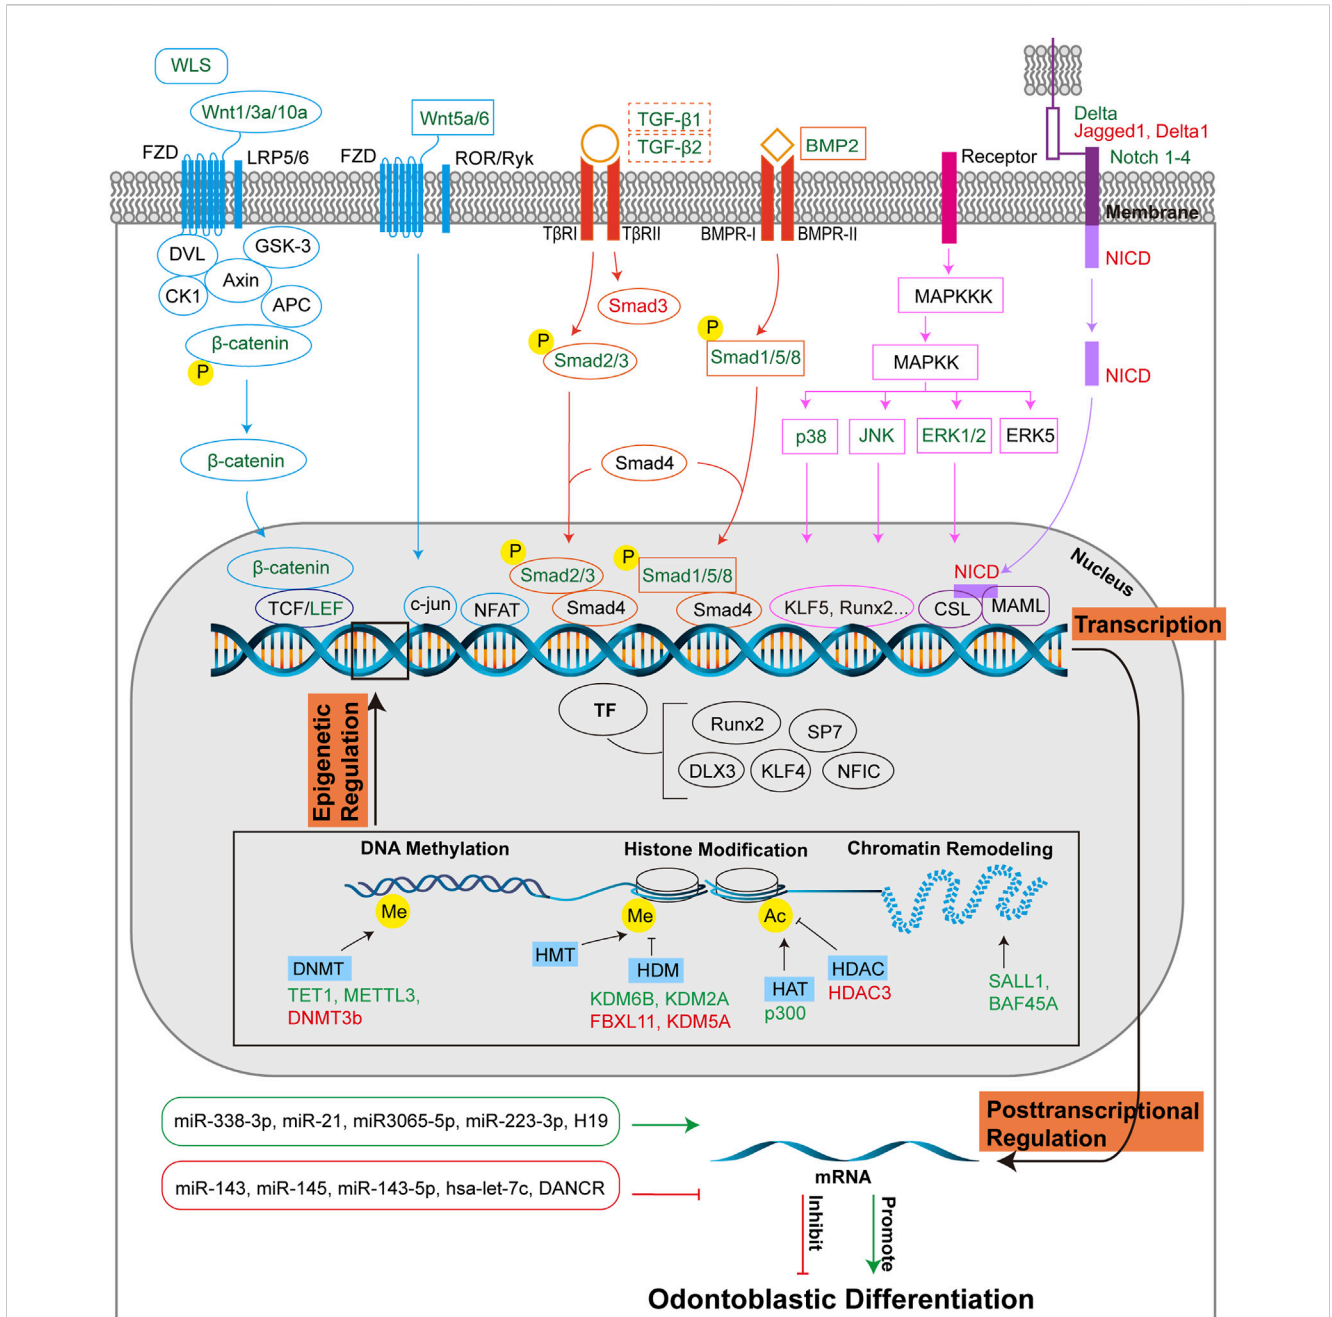 WLS
Wnt1/3a/10a
FZD
LRP5/6
Wnt5a/6
FZD
ROR/Ryk
TGF-β1
TGF-β2
BMP2
Receptor
Delta
Jagged1, Delta1
Notch 1-4
Membrane
TβRI
TβRII
BMPR-I
BMPR-II
DVL
GSK-3
Axin
CK1
APC
β-catenin
P
Smad3
P
Smad2/3
P
Smad1/5/8
MAPKKK
MAPKK
NICD
NICD
p38
JNK
ERK1/2
ERK5
β-catenin
Smad4
Nucleus
β-catenin
TCF/LEF
c-jun
NFAT
P
Smad2/3
Smad4
P
Smad1/5/8
Smad4
KLF5, Runx2...
NICD
CSL
MAML
Transcription
Epigenetic
Regulation
TF
Runx2
SP7
DLX3
KLF4
NFIC
DNA Methylation
Histone Modification
Chromatin Remodeling
Me
Me
Ac
DNMT
TET1, METTL3,
DNMT3b
HMT
HDM
KDM6B, KDM2A
FBXL11, KDM5A
HAT
p300
HDAC
HDAC3
SALL1,
BAF45A
miR-338-3p, miR-21, miR3065-5p, miR-223-3p, H19
miR-143, miR-145, miR-143-5p, hsa-let-7c, DANCR
Posttranscriptional
Regulation
mRNA
Inhibit
Promote
Odontoblastic Differentiation